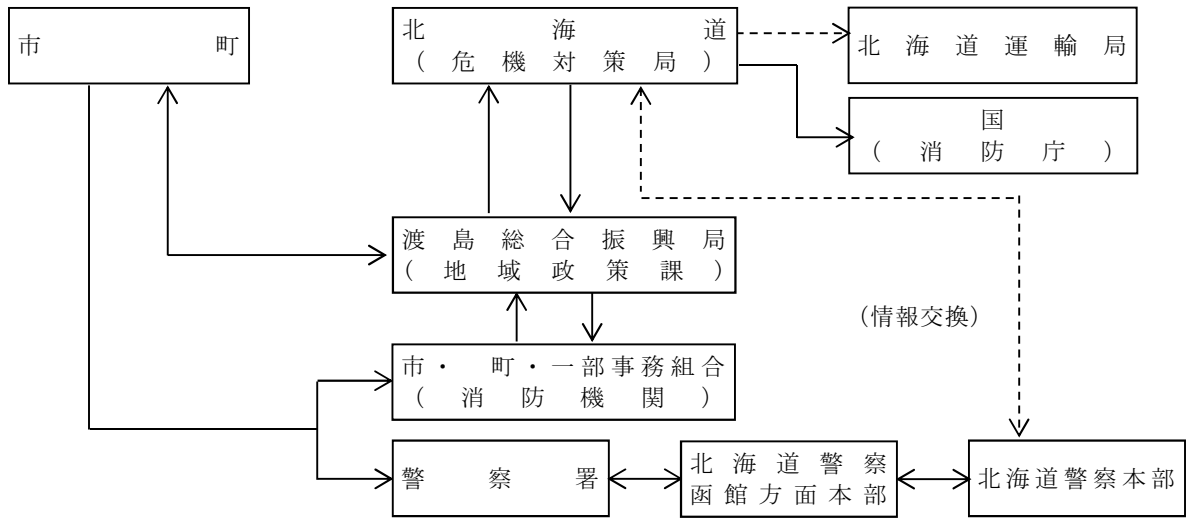 市町
北海道
（危機対策局）
北海道運輸局
国
（消防庁）
渡島総合振興局
（地域政策課）
（情報交換）
市・町・一部事務組合
（消防機関）
警察署
北海道警察
函館方面本部
北海道警察本部